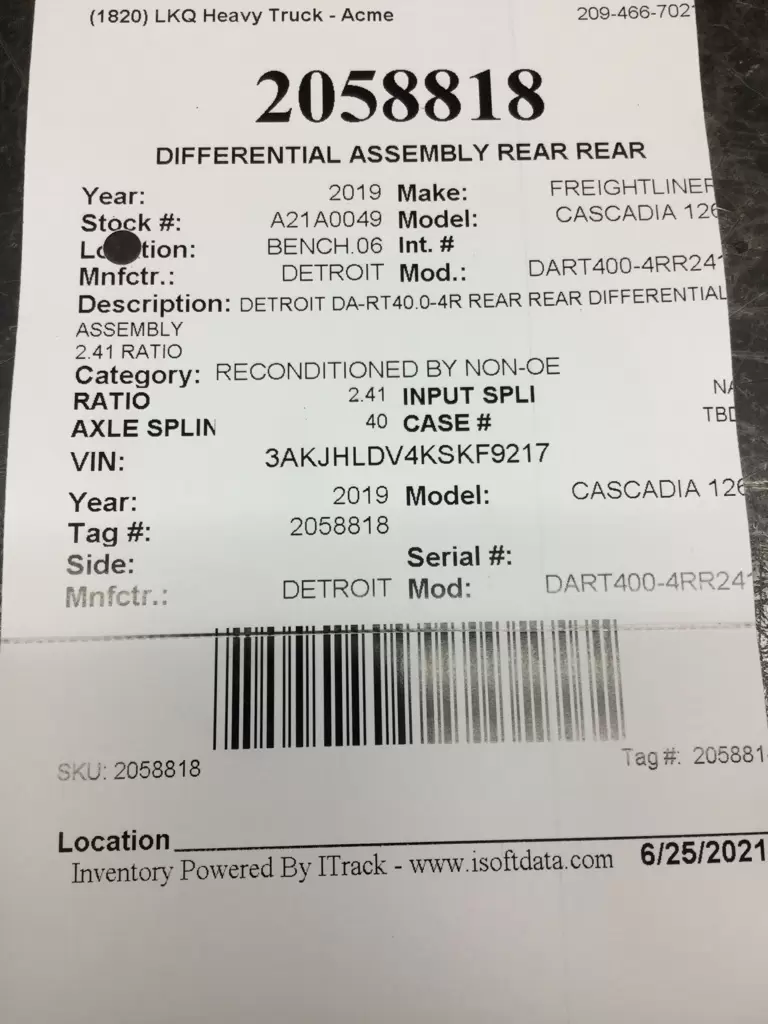 (1820) LKQ Heavy Truck - Acme 209-466-702
2058818
DIFFERENTIAL ASSEMBLY REAR REAR
Year: 2019 Make: FREIGHTLINER
Stock #: A21A0049 Model: CASCADIA 126
BENCH.06 Int. #
Mnfctr.: DETROIT Mod.: DART400-4RR241
Description: DETROIT DA-RT40.0-4R REAR REAR DIFFERENTIAL
ASSEMBLY
2.41 RATIO
Category: RECONDITIONED BY NON-OE
RATIO 2.41 INPUT SPLI NA
AXLE SPLIN 40 CASE # TBD
VIN: 3AKJHLDV4KSKF9217
Year: 2019 Model: CASCADIA 126
Tag #: 2058818
Side: Serial #:
Mnfctr.: DETROIT Mod: DART400-4RR241
SKU: 2058818 Tag #: 205881
Location
Inventory Powered By ITrack - www.isoftdata.com 6/25/2021